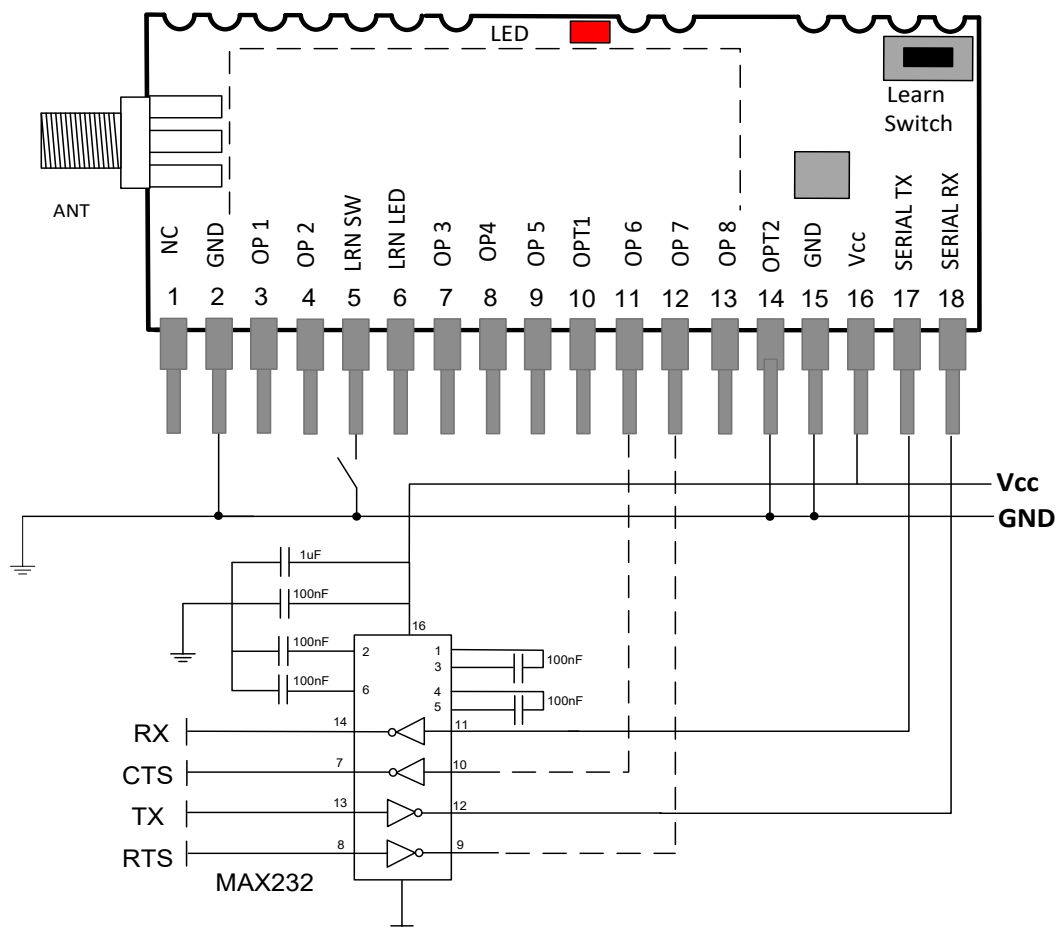 LED
Learn
Switch
ANT
NC
GND
OP 1
OP 2
LRN SW
LRN LED
OP 3
OP4
OP 5
OPT1
OP 6
OP 7
OP 8
OPT2
GND
Vcc
SERIAL TX
SERIAL RX
1 2 3 4 5 6 7 8 9 10 11 12 13 14 15 16 17 18
Vcc
GND
1uF
100nF
16
100nF
2
1
3
100nF
100nF
6
4
5
100nF
RX
14
11
CTS
7
10
TX
13
12
RTS
8
9
MAX232